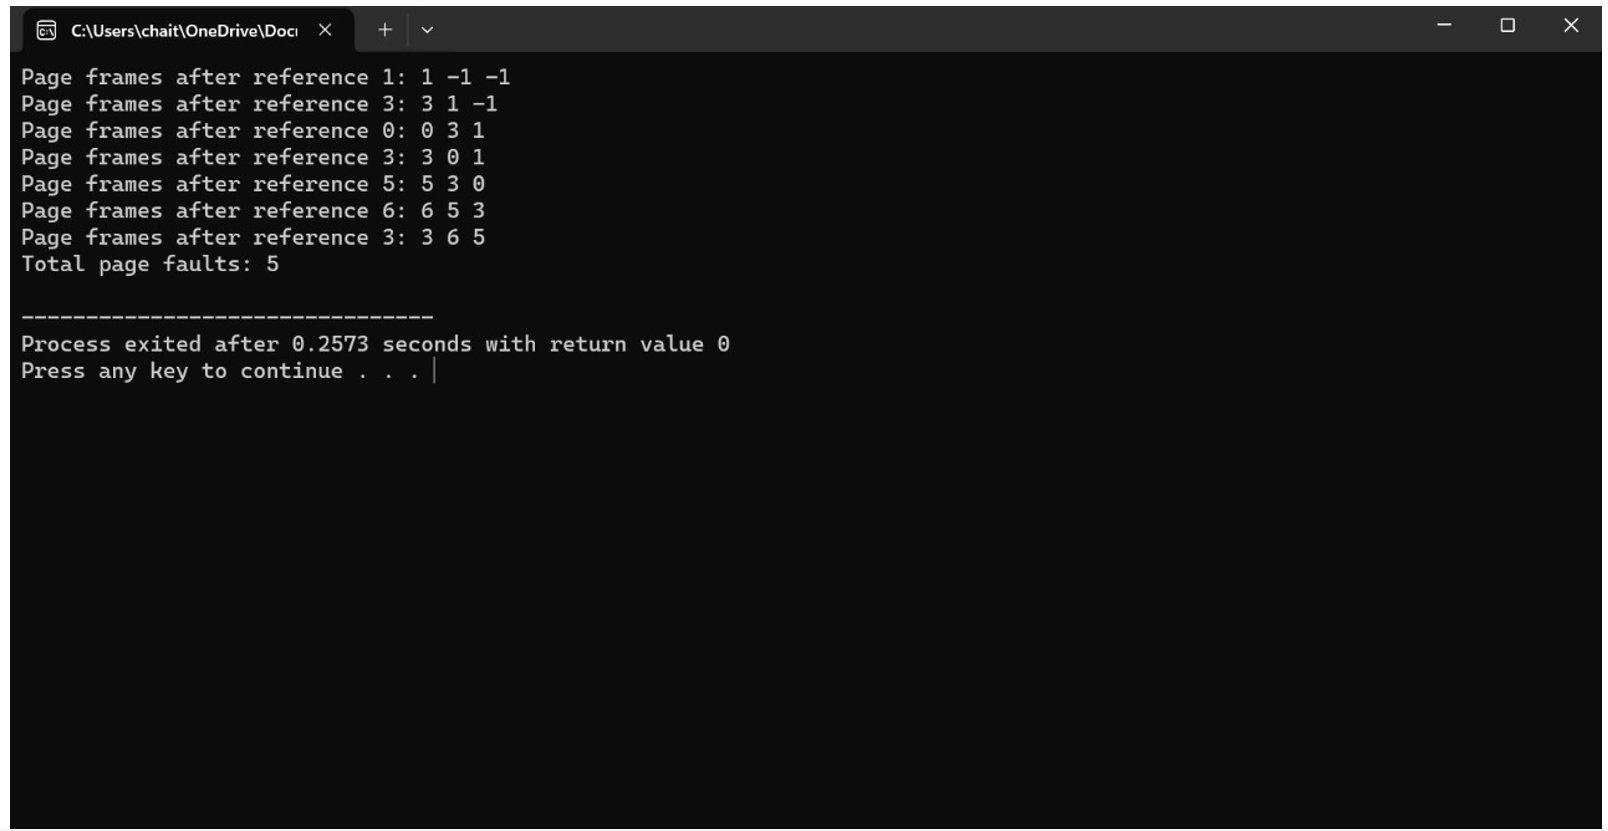 C:\Users\chait\OneDrive\Doc
Page frames after reference 1: 1 -1 -1
Page frames after reference 3: 3 1 -1
Page frames after reference 0: 0 3 1
Page frames after reference 3: 3 0 1
Page frames after reference 5: 5 3 0
Page frames after reference 6: 6 5 3
Page frames after reference 3: 3 6 5
Total page faults: 5
--------------------------------
Process exited after 0.2573 seconds with return value 0
Press any key to continue . . .